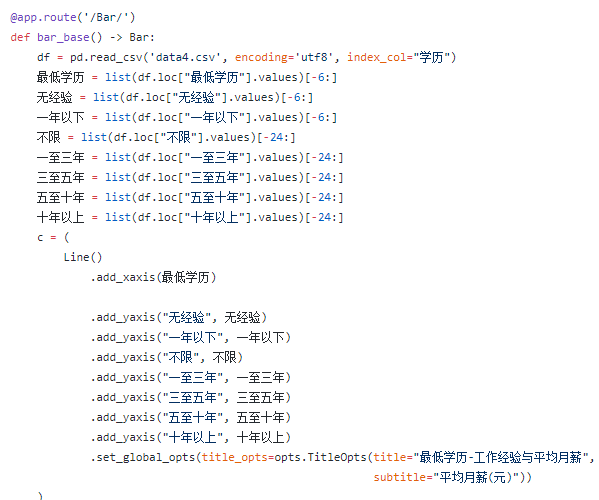 @app.route('/Bar/')
def bar_base() -> Bar:
    df = pd.read_csv('data4.csv', encoding='utf8', index_col="学历")
    最低学历 = list(df.loc["最低学历"].values)[-6:]
    无经验 = list(df.loc["无经验"].values)[-6:]
    一年以下 = list(df.loc["一年以下"].values)[-6:]
    不限 = list(df.loc["不限"].values)[-24:]
    一至三年 = list(df.loc["一至三年"].values)[-24:]
    三至五年 = list(df.loc["三至五年"].values)[-24:]
    五至十年 = list(df.loc["五至十年"].values)[-24:]
    十年以上 = list(df.loc["十年以上"].values)[-24:]
    c = (
        Line()
            .add_xaxis(最低学历)
            .add_yaxis("无经验", 无经验)
            .add_yaxis("一年以下", 一年以下)
            .add_yaxis("不限", 不限)
            .add_yaxis("一至三年", 一至三年)
            .add_yaxis("三至五年", 三至五年)
            .add_yaxis("五至十年", 五至十年)
            .add_yaxis("十年以上", 十年以上)
            .set_global_opts(title_opts=opts.TitleOpts(title="最低学历-工作经验与平均月薪",
                                                       subtitle="平均月薪(元)"))
    )